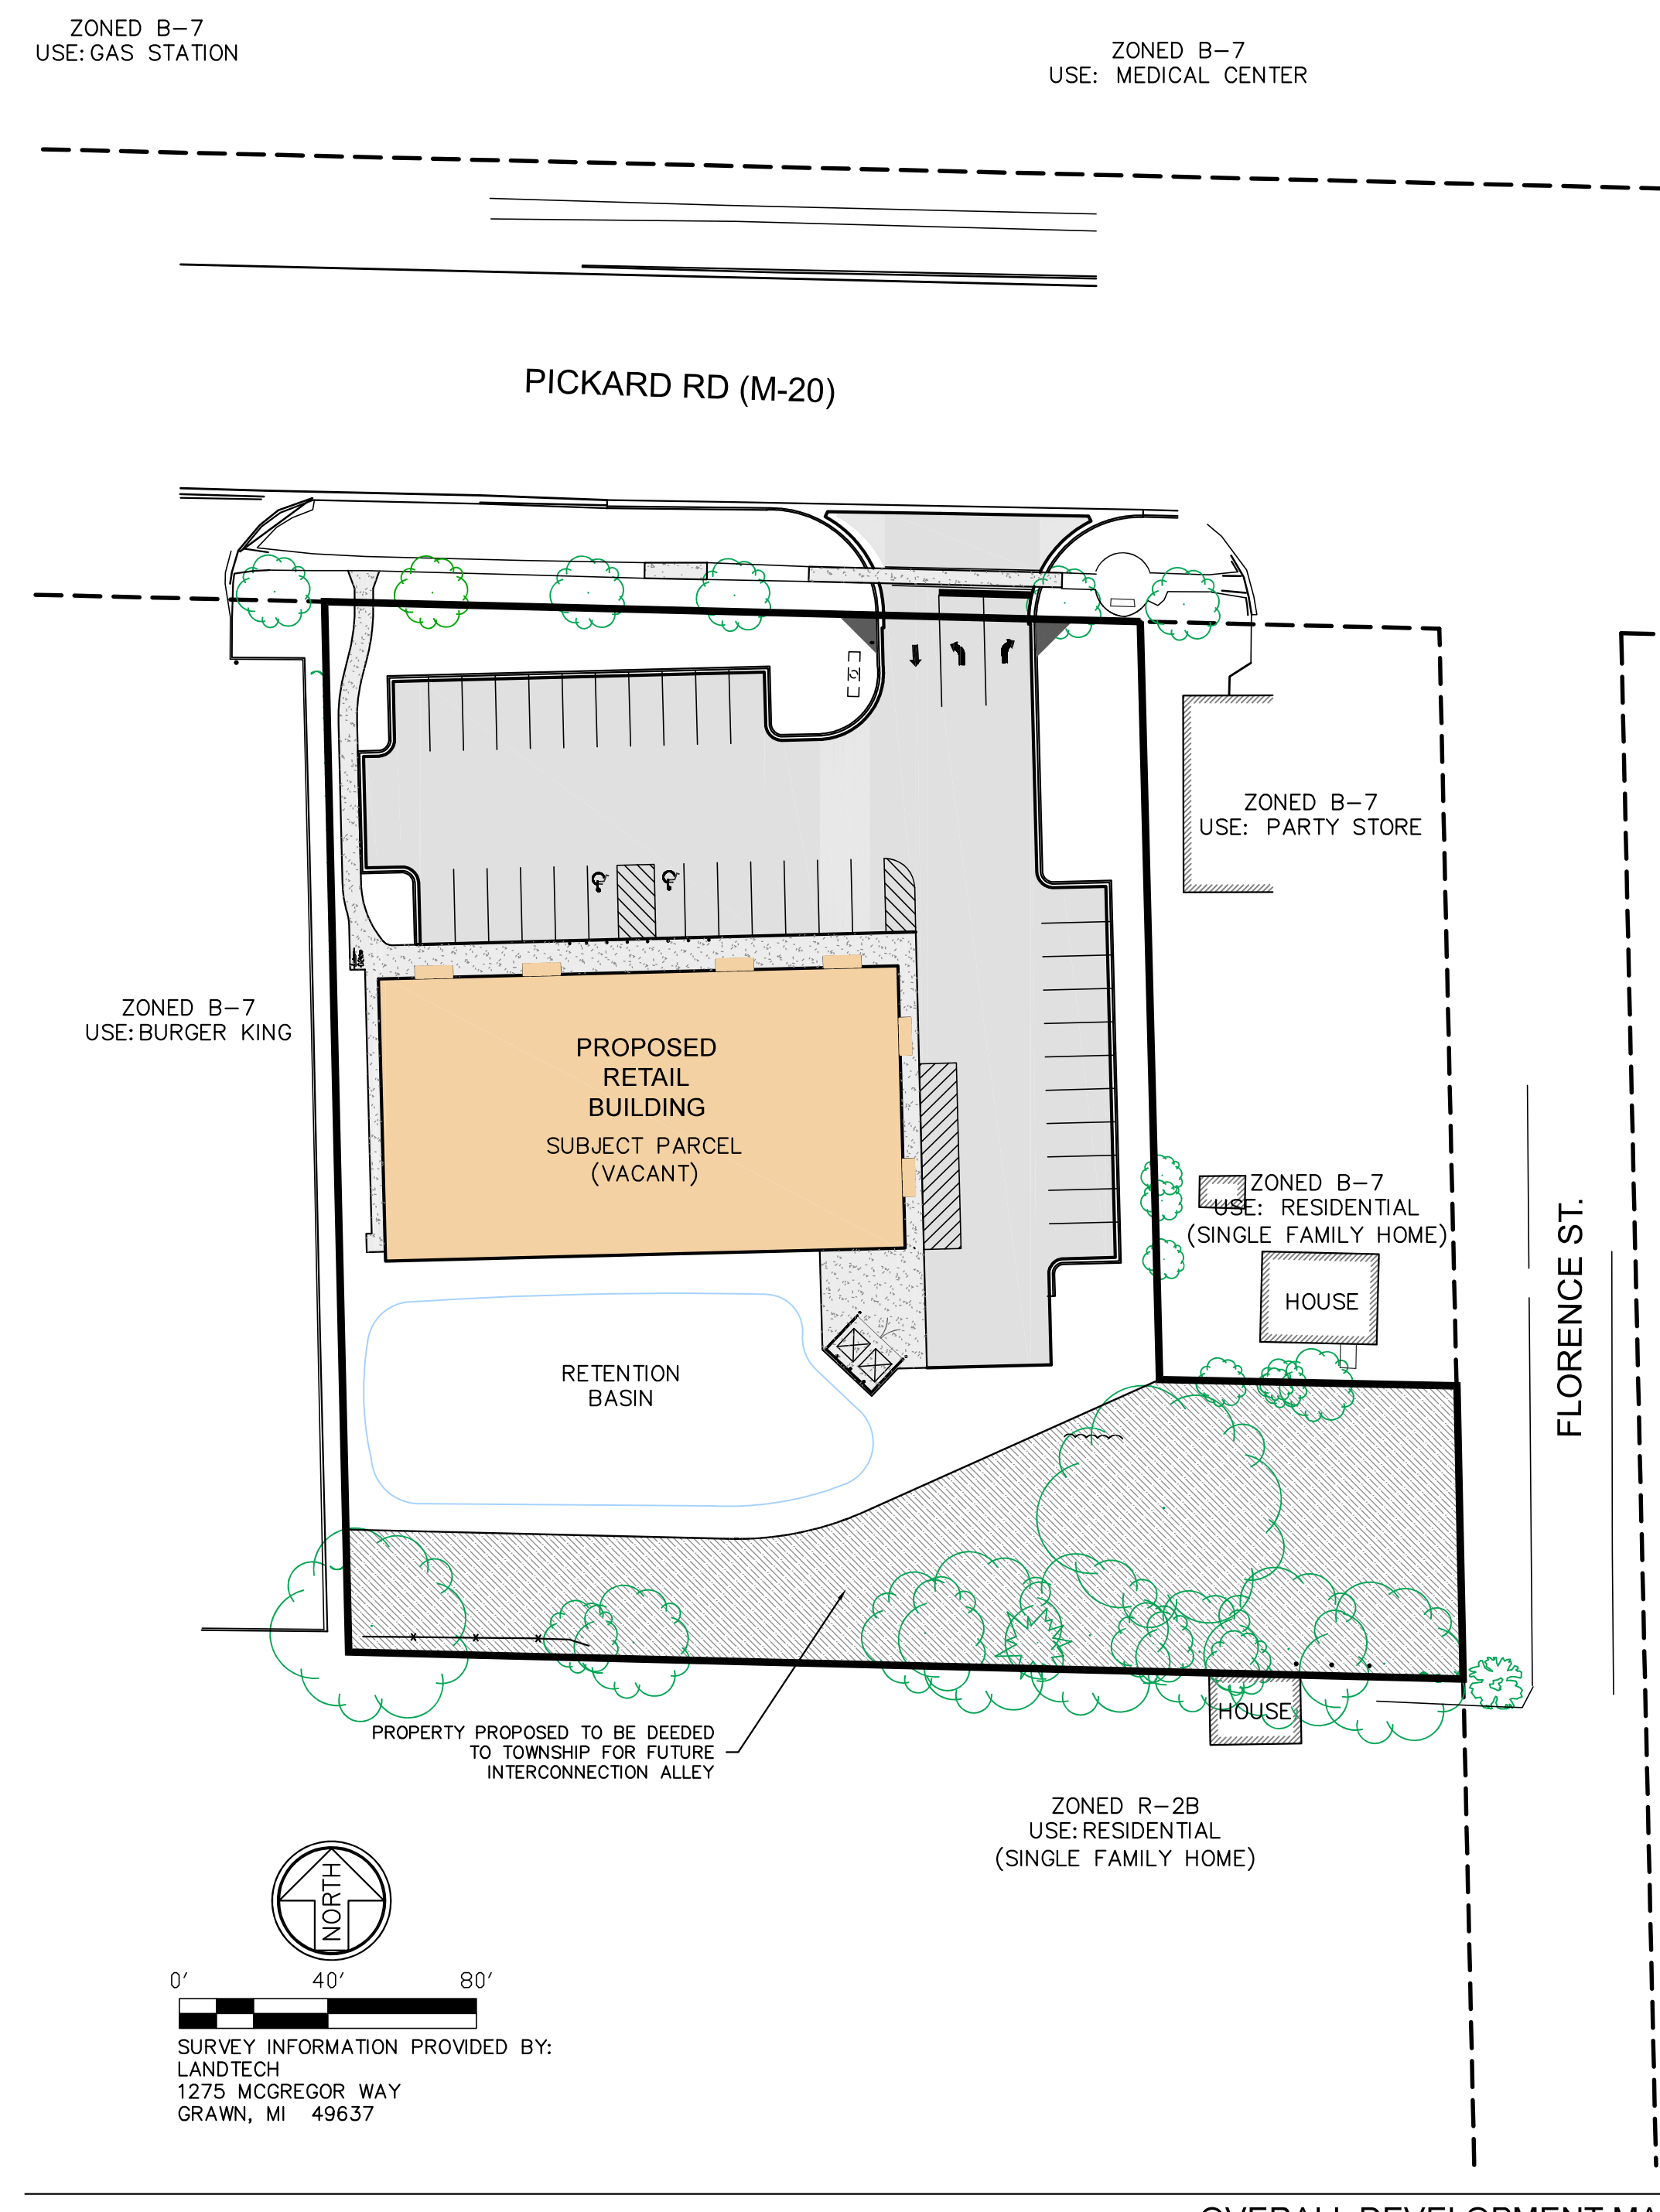 ZONED B-7
USE: GAS STATION
ZONED B-7
USE: MEDICAL CENTER
PICKARD RD (M-20)
ZONED B-7
USE: PARTY STORE
ZONED B-7
USE: BURGER KING
PROPOSED
RETAIL
BUILDING
SUBJECT PARCEL
(VACANT)
ZONED B-7
USE: RESIDENTIAL
(SINGLE FAMILY HOME)
HOUSE
FLORENCE ST.
RETENTION
BASIN
HOUSE
PROPERTY PROPOSED TO BE DEEDED
TO TOWNSHIP FOR FUTURE
INTERCONNECTION ALLEY
ZONED R-2B
USE: RESIDENTIAL
(SINGLE FAMILY HOME)
NORTH
0' 40' 80'
SURVEY INFORMATION PROVIDED BY:
LANDTECH
1275 MCGREGOR WAY
GRAWN, MI 49637